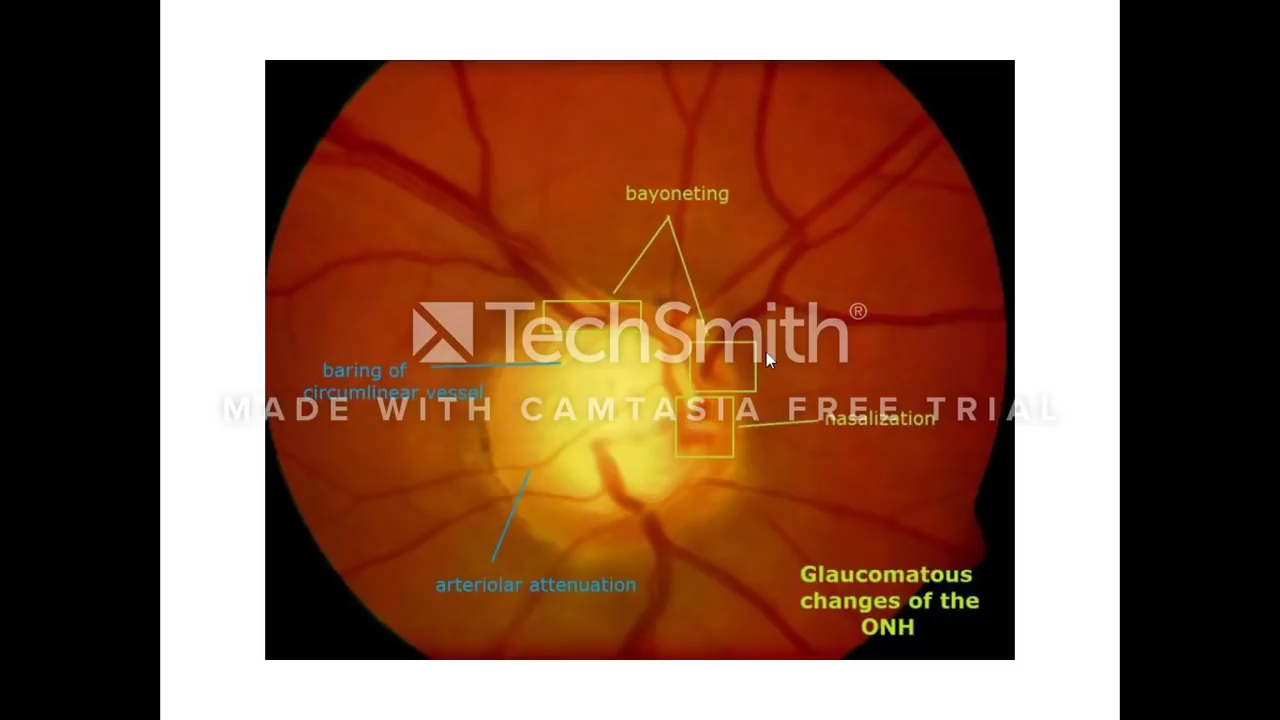 bayoneting
TechSmith®
baring of
circumlinear vessel
MADE WITH CAMTASIA FREE TRIAL
nasalization
arteriolar attenuation
Glaucomatous
changes of the
ONH